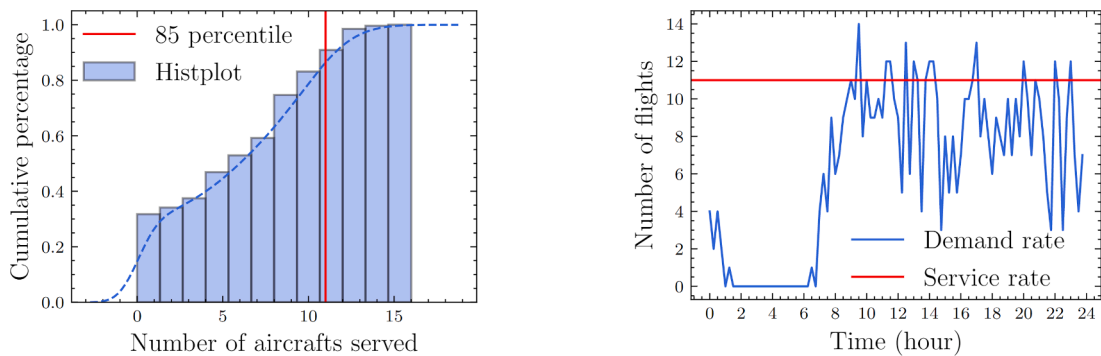 1.0
0.8
0.6
0.4
0.2
0.0
Cumulative percentage
85 percentile
Histplot
0 5 10 15
Number of aircrafts served
14
12
10
8
6
4
2
0
Number of flights
Demand rate
Service rate
0 2 4 6 8 10 12 14 16 18 20 22 24
Time (hour)